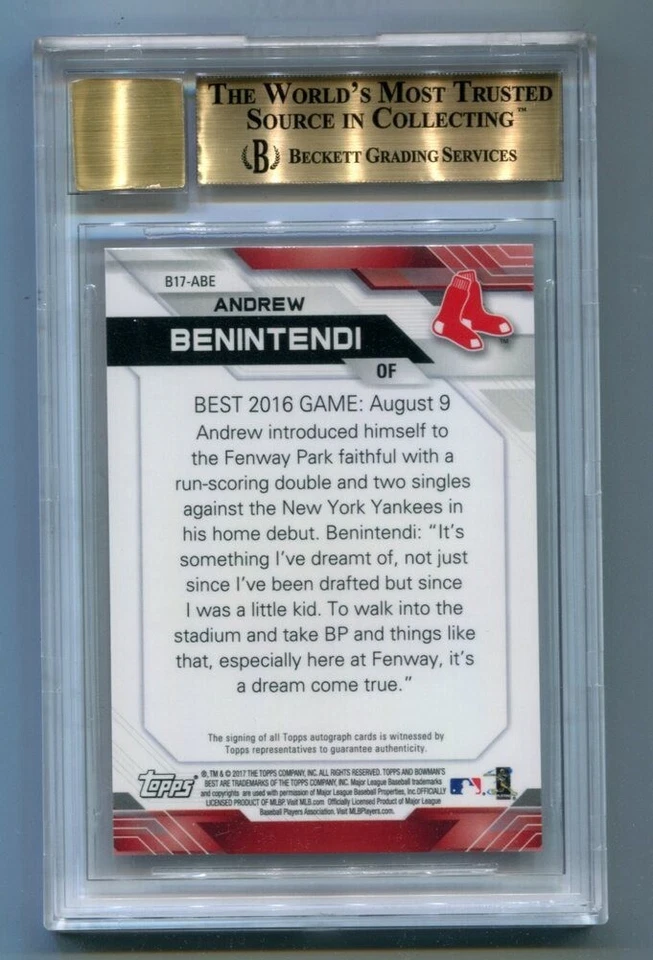 THE WORLD'S MOST TRUSTED
SOURCE IN COLLECTING™
B BECKETT GRADING SERVICES
B17-ABE
ANDREW
BENINTENDI
OF
BEST 2016 GAME: August 9
Andrew introduced himself to
the Fenway Park faithful with a
run-scoring double and two singles
against the New York Yankees in
his home debut. Benintendi: “It's
something I've dreamt of, not just
since I've been drafted but since
I was a little kid. To walk into the
stadium and take BP and things like
that, especially here at Fenway, it's
a dream come true.”
The signing of all Topps autograph cards is witnessed by
Topps representatives to guarantee authenticity.
topps®
®, TM & © 2017 THE TOPPS COMPANY, INC. ALL RIGHTS RESERVED. TOPPS AND BOWMAN'S
BEST ARE TRADEMARKS OF THE TOPPS COMPANY, INC. Major League Baseball trademarks
and copyrights are used with permission of Major League Baseball Properties, Inc. OFFICIALLY
LICENSED PRODUCT OF MLBP Visit MLB.com Officially Licensed Product of Major League
Baseball Players Association. Visit MLBPlayers.com.